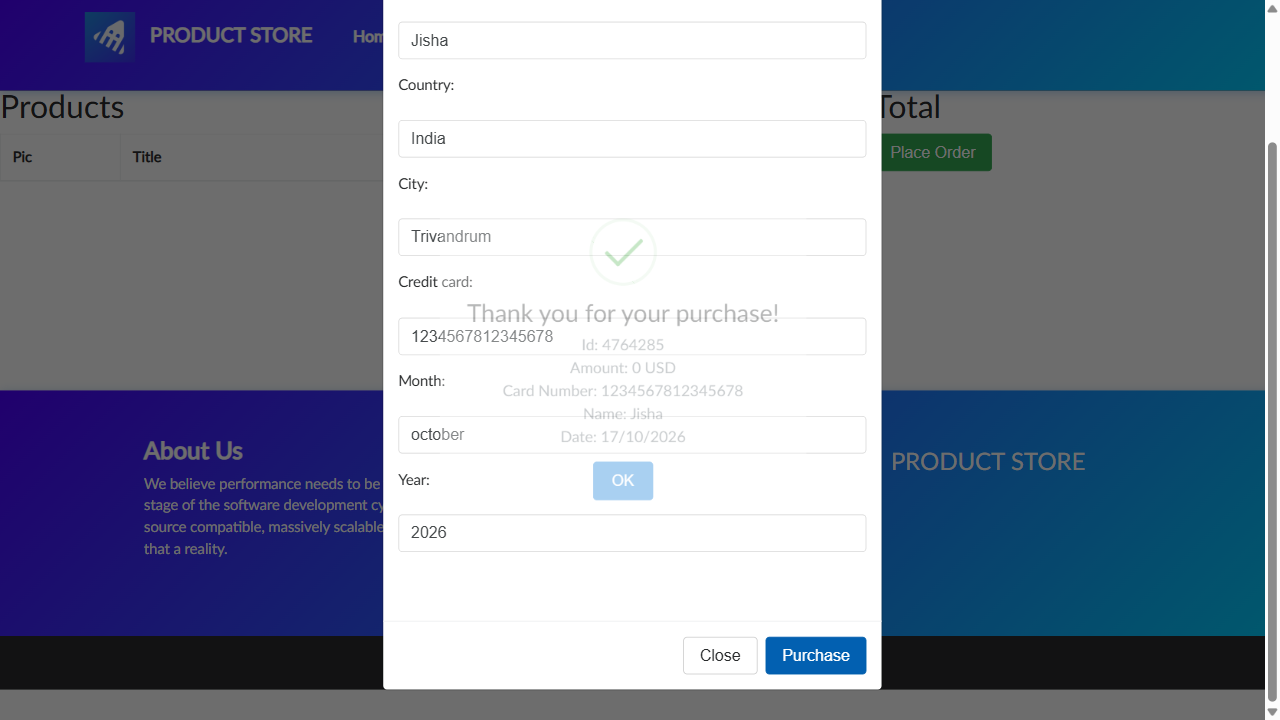 PRODUCT STORE Hom
Jisha
Country:
Products
Total
India
Pic Title
Place Order
City:
Trivandrum
Credit card:
Thank you for your purchase!
1234567812345678
Id: 4764285
Amount: 0 USD
Month:
Card Number: 1234567812345678
Name: Jisha
october
Date: 17/10/2026
About Us
PRODUCT STORE
Year:
OK
We believe performance needs to be
stage of the software development cy
source compatible, massively scalable
that a reality.
2026
Close Purchase